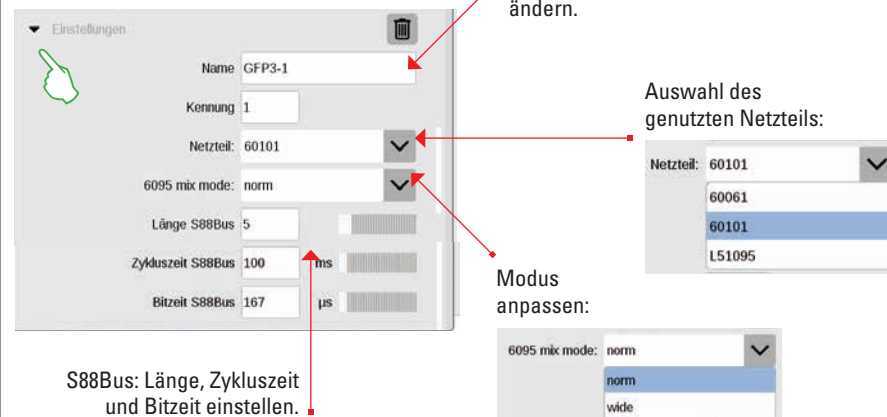 ändern.
Einstellungen
Name GFP3-1
Kennung 1
Netzteil: 60101
6095 mix mode: norm
Länge S88Bus 5
Zykluszeit S88Bus 100 ms
Bitzeit S88Bus 167 µs
Auswahl des
genutzten Netzteils:
Netzteil: 60101
60061
60101
L51095
Modus
anpassen:
6095 mix mode: norm
norm
wide
S88Bus: Länge, Zykluszeit
und Bitzeit einstellen.